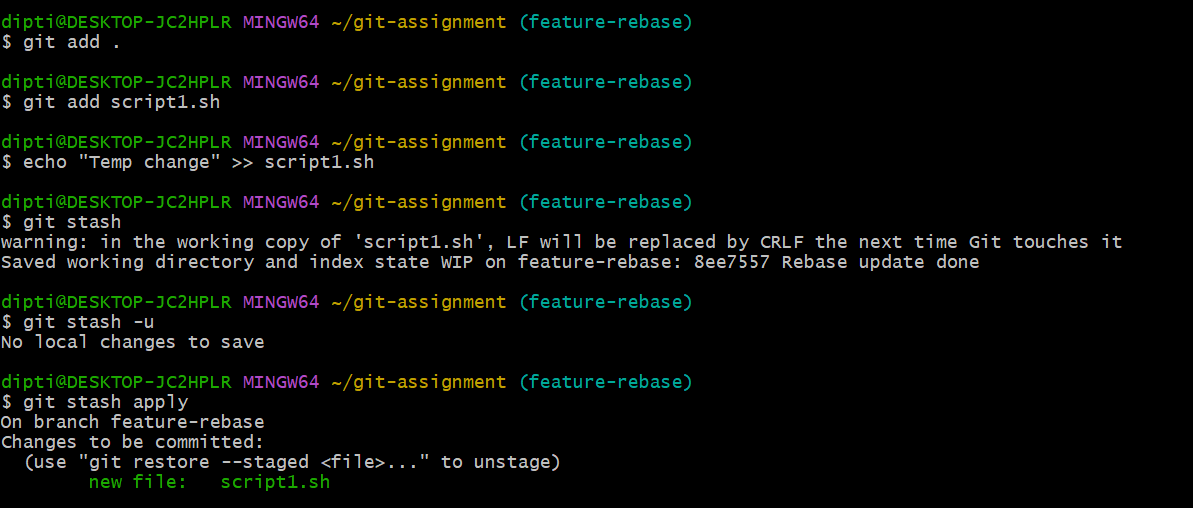 dipti@DESKTOP-JC2HPLR MINGW64 ~/git-assignment (feature-rebase)
$ git add .
dipti@DESKTOP-JC2HPLR MINGW64 ~/git-assignment (feature-rebase)
$ git add script1.sh
dipti@DESKTOP-JC2HPLR MINGW64 ~/git-assignment (feature-rebase)
$ echo "Temp change" >> script1.sh
dipti@DESKTOP-JC2HPLR MINGW64 ~/git-assignment (feature-rebase)
$ git stash
warning: in the working copy of 'script1.sh', LF will be replaced by CRLF the next time Git touches it
Saved working directory and index state WIP on feature-rebase: 8ee7557 Rebase update done
dipti@DESKTOP-JC2HPLR MINGW64 ~/git-assignment (feature-rebase)
$ git stash -u
No local changes to save
dipti@DESKTOP-JC2HPLR MINGW64 ~/git-assignment (feature-rebase)
$ git stash apply
On branch feature-rebase
Changes to be committed:
  (use "git restore --staged <file>..." to unstage)
        new file:   script1.sh